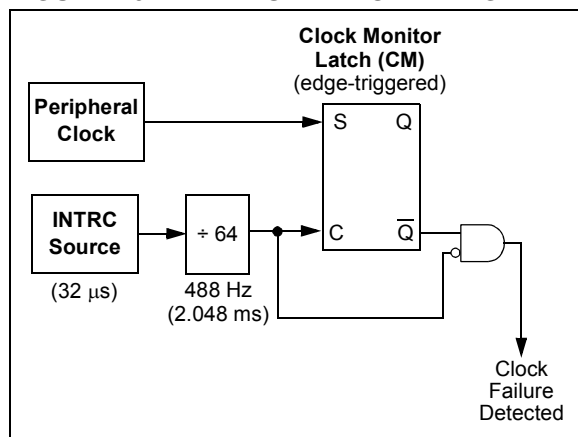 Clock Monitor
Latch (CM)
(edge-triggered)
Peripheral
Clock
S Q
INTRC
Source
÷ 64
C Q̅
(32 μs)
488 Hz
(2.048 ms)
Clock
Failure
Detected